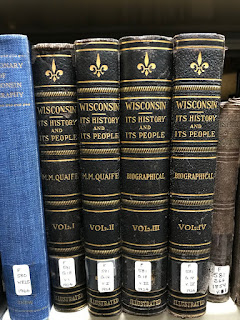 WISCONSIN
ITS HISTORY
AND
ITS PEOPLE
M.M. QUAIFE
VOL.I
ILLUSTRATED
WISCONSIN
ITS HISTORY
AND
ITS PEOPLE
M.M. QUAIFE
VOL.II
ILLUSTRATED
WISCONSIN
ITS HISTORY
AND
ITS PEOPLE
BIOGRAPHICAL
VOL.III
ILLUSTRATED
WISCONSIN
ITS HISTORY
AND
ITS PEOPLE
BIOGRAPHICAL
VOL.IV
ILLUSTRATED